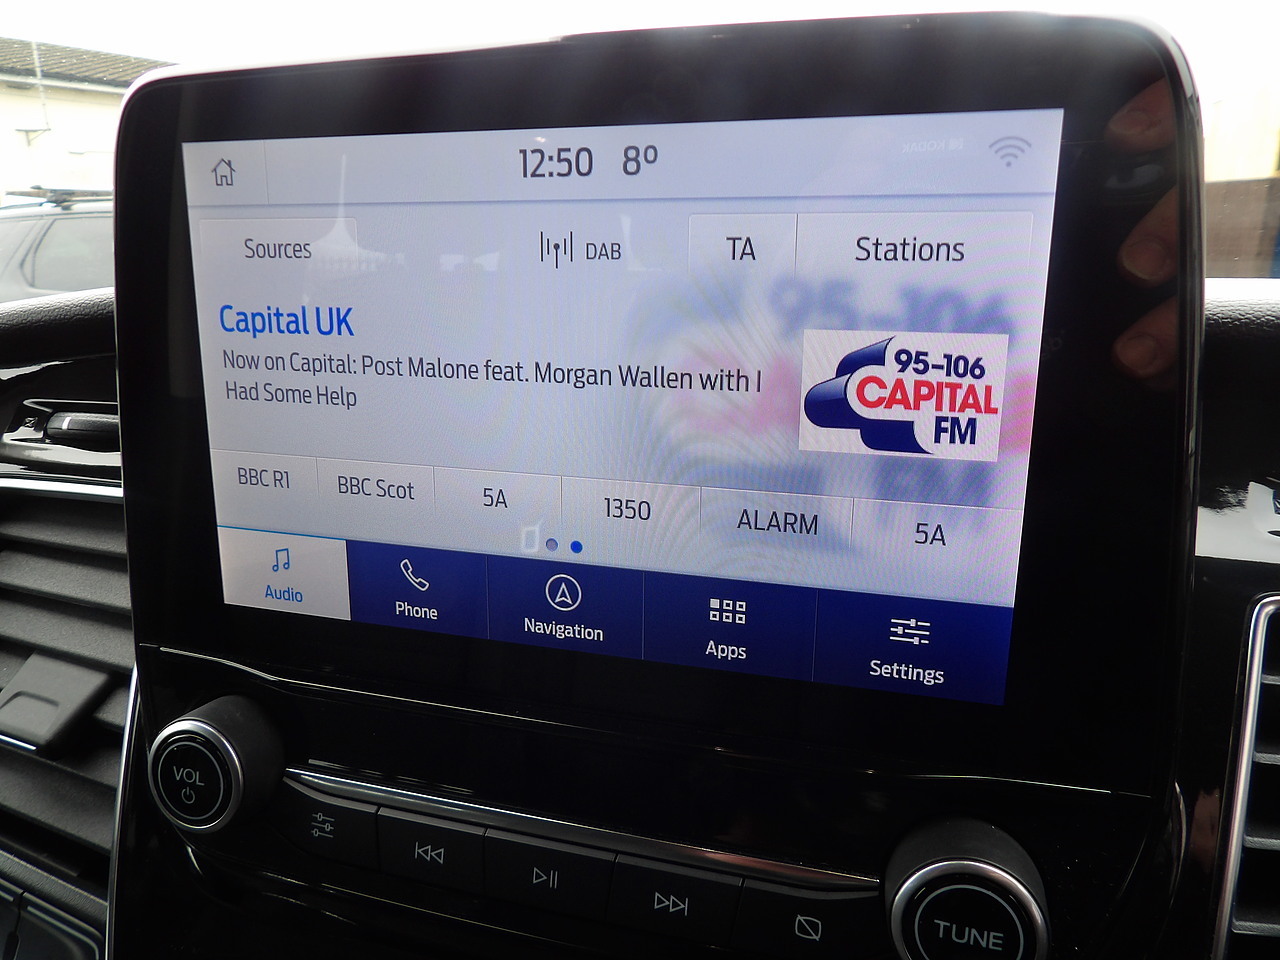 12:50 8º
Sources
DAB
TA
Stations
Capital UK
Now on Capital: Post Malone feat. Morgan Wallen with I
Had Some Help
95-106
CAPITAL
FM
BBC R1
BBC Scot
5A
1350
ALARM
5A
Audio
Phone
Navigation
Apps
Settings
VOL
TUNE